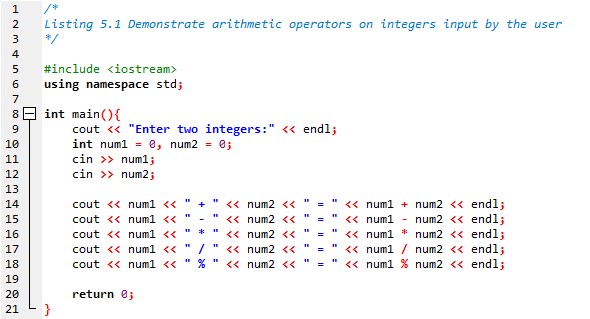 1 /*
2 Listing 5.1 Demonstrate arithmetic operators on integers input by the user
3 */
4
5 #include <iostream>
6 using namespace std;
7
8 int main(){
9 cout << "Enter two integers:" << endl;
10 int num1 = 0, num2 = 0;
11 cin >> num1;
12 cin >> num2;
13
14 cout << num1 << " + " << num2 << " = " << num1 + num2 << endl;
15 cout << num1 << " - " << num2 << " = " << num1 - num2 << endl;
16 cout << num1 << " * " << num2 << " = " << num1 * num2 << endl;
17 cout << num1 << " / " << num2 << " = " << num1 / num2 << endl;
18 cout << num1 << " % " << num2 << " = " << num1 % num2 << endl;
19
20 return 0;
21 }